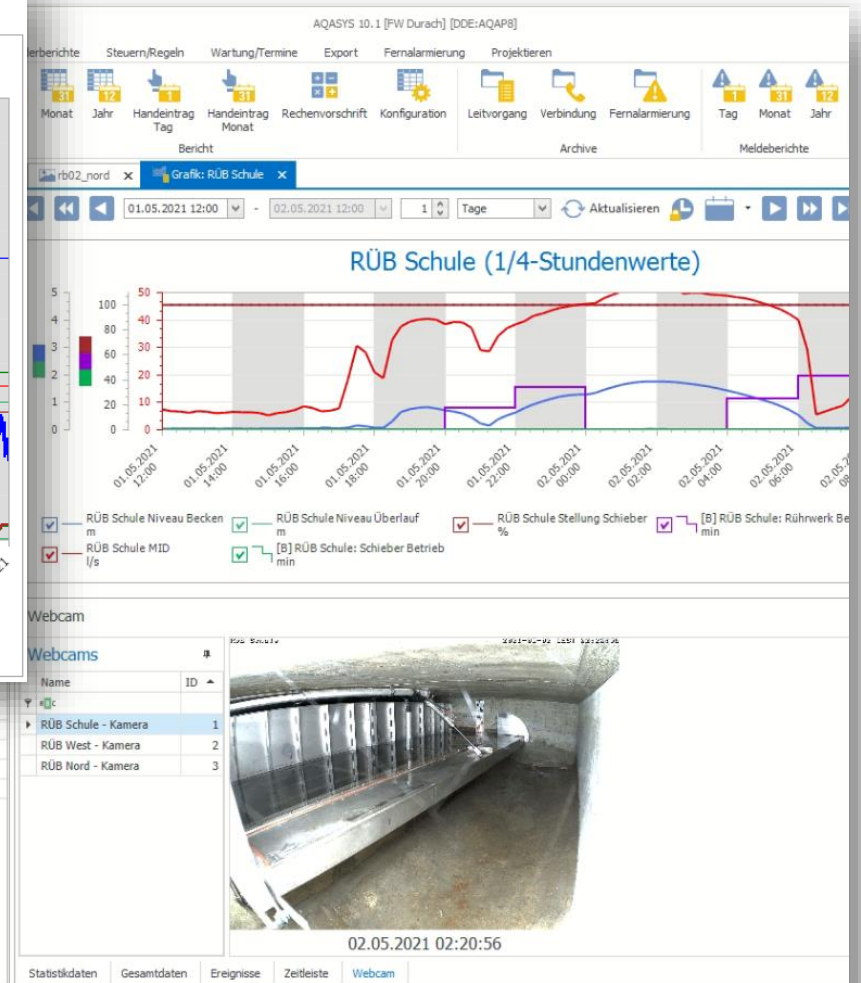 AQASYS 10.1 [FW Durach] [DDE:AQAP8]
erberichte Steuern/Regeln Wartung/Termine Export Fernalarmierung Projektieren
31 12 1 31 1 31 12
Monat Jahr Handeintrag Tag Handeintrag Monat Rechenvorschrift Konfiguration Leitvorgang Verbindung Fernalarmierung Tag Monat Jahr
Bericht Archive Meldeberichte
rb02_nord x Grafik: RÜB Schule x
01.05.2021 12:00 - 02.05.2021 12:00 1 Tage Aktualisieren
RÜB Schule (1/4-Stundenwerte)
5 100 50
4 80 40
3 60 30
2 40 20
1 20 10
0 0 0
01.05.2021 12:00
01.05.2021 14:00
01.05.2021 16:00
01.05.2021 18:00
01.05.2021 20:00
01.05.2021 22:00
02.05.2021 00:00
02.05.2021 02:00
02.05.2021 04:00
02.05.2021 06:00
RÜB Schule Niveau Becken m
RÜB Schule Niveau Überlauf m
RÜB Schule Stellung Schieber %
[B] RÜB Schule: Rührwerk Be
min
RÜB Schule MID l/s
[B] RÜB Schule: Schieber Betrieb min
Webcam
Webcams
Name ID
RÜB Schule - Kamera 1
RÜB West - Kamera 2
RÜB Nord - Kamera 3
RÜB Schule
02.05.2021 02:20:56
Statistikdaten Gesamtdaten Ereignisse Zeitleiste Webcam